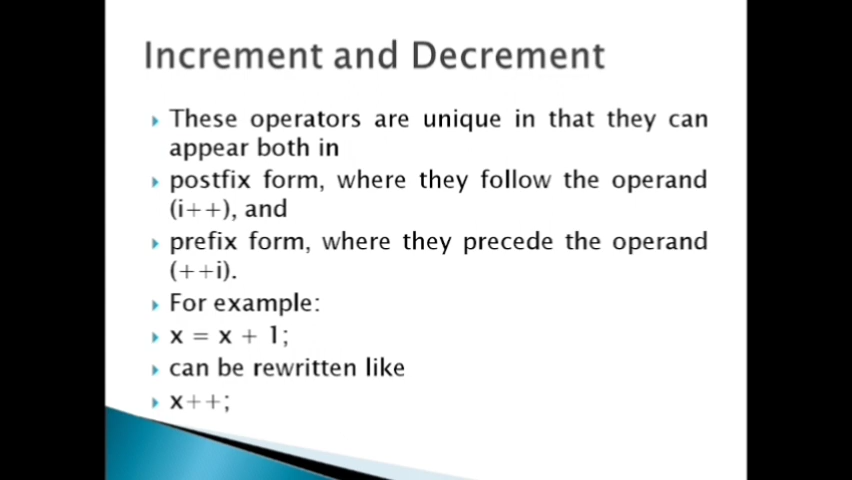 Increment and Decrement
These operators are unique in that they can
appear both in
postfix form, where they follow the operand
(i++), and
prefix form, where they precede the operand
(++i).
For example:
x = x + 1;
can be rewritten like
x++;